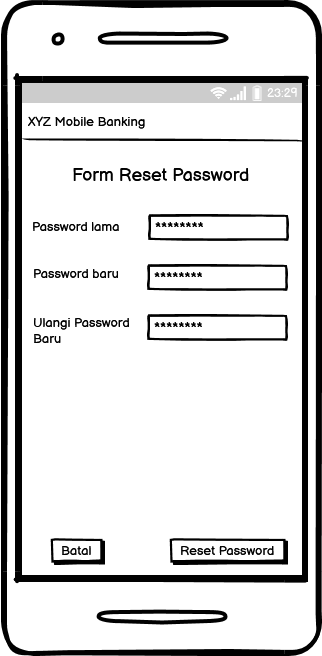 23:29
XYZ Mobile Banking
Form Reset Password
Password lama ********
Password baru ********
Ulangi Password ********
Baru
Batal Reset Password